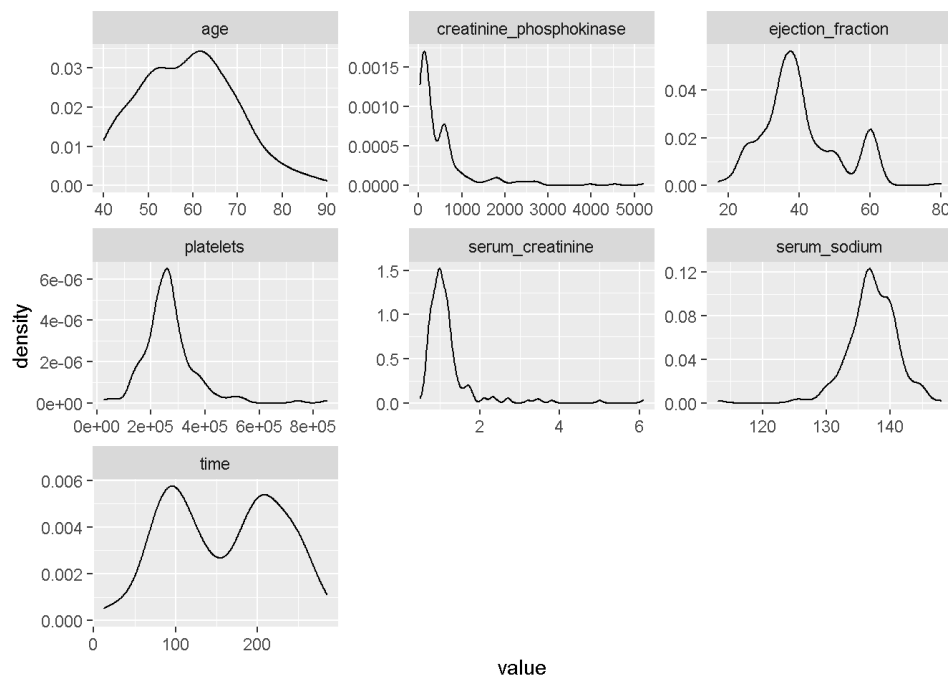 age
creatinine_phosphokinase
ejection_fraction
0.03
0.02
0.01
0.00
0.0015
0.0010
0.0005
0.0000
0.04
0.02
0.00
40 50 60 70 80 90
0 1000 2000 3000 4000 5000
20 40 60 80
platelets
serum_creatinine
serum_sodium
6e-06
4e-06
2e-06
0e+00
1.5
1.0
0.5
0.0
0.12
0.08
0.04
0.00
0e+00 2e+05 4e+05 6e+05 8e+05
2 4 6
120 130 140
time
0.006
0.004
0.002
0.000
0 100 200
density
value